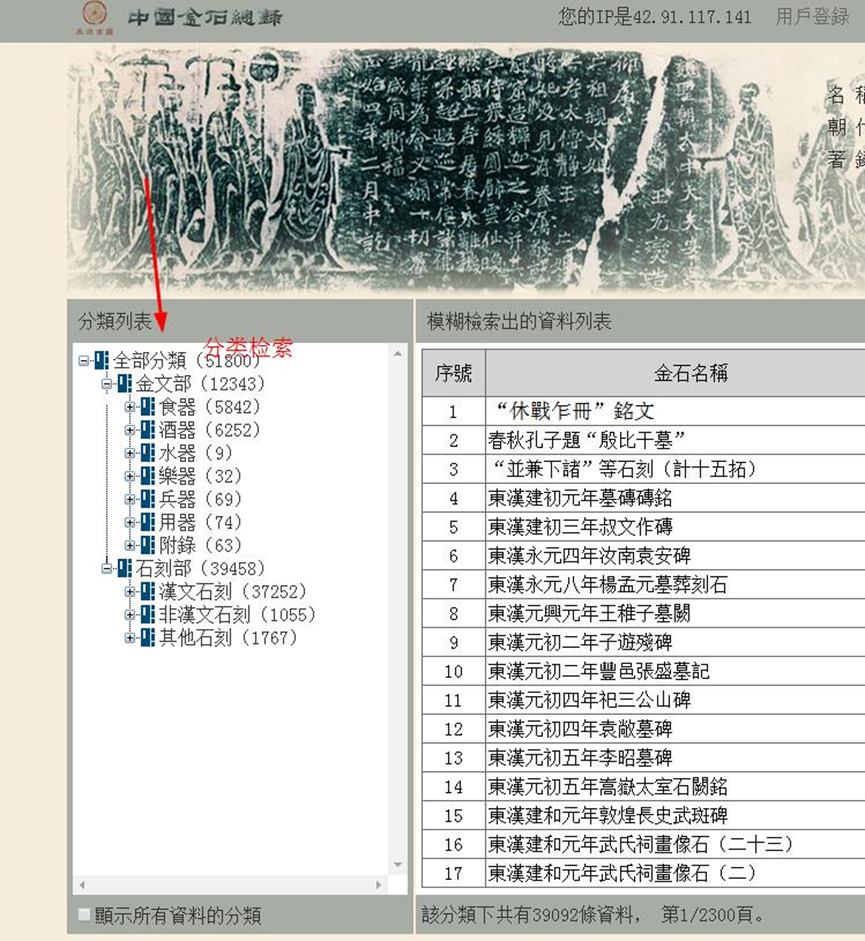 中國金石總錄
您的IP是42.91.117.141 用戶登録
名稱
朝代
著錄
分類列表
分类检索
全部分類（51800）
金文部（12343）
食器（5842）
酒器（6252）
水器（9）
樂器（32）
兵器（69）
用器（74）
附錄（63）
石刻部（39458）
漢文石刻（37252）
非漢文石刻（1055）
其他石刻（1767）
顯示所有資料的分類
模糊檢索出的資料列表
序號 金石名稱
1 “休戰乍冊”銘文
2 春秋孔子題“殷比干墓”
3 “並兼下諸”等石刻（計十五拓）
4 東漢建初元年墓磚磚銘
5 東漢建初三年叔文作磚
6 東漢永元四年汝南袁安碑
7 東漢永元八年楊孟元墓葬刻石
8 東漢元興元年王稚子墓闕
9 東漢元初二年子遊殘碑
10 東漢元初二年豐邑張盛墓記
11 東漢元初四年祀三公山碑
12 東漢元初四年袁敞墓碑
13 東漢元初五年李昭墓碑
14 東漢元初五年嵩嶽太室石闕銘
15 東漢建和元年敦煌長史武斑碑
16 東漢建和元年武氏祠畫像石（二十三）
17 東漢建和元年武氏祠畫像石（二）
該分類下共有39092條資料， 第1/2300頁。